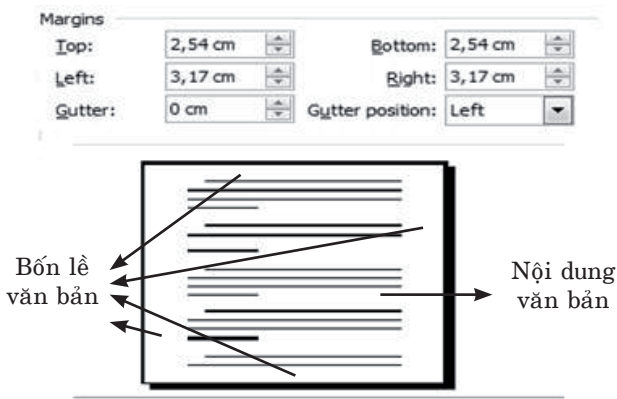 Margins
Top: 2,54 cm Bottom: 2,54 cm
Left: 3,17 cm Right: 3,17 cm
Gutter: 0 cm Gutter position: Left
Bốn lề
văn bản
Nội dung
văn bản